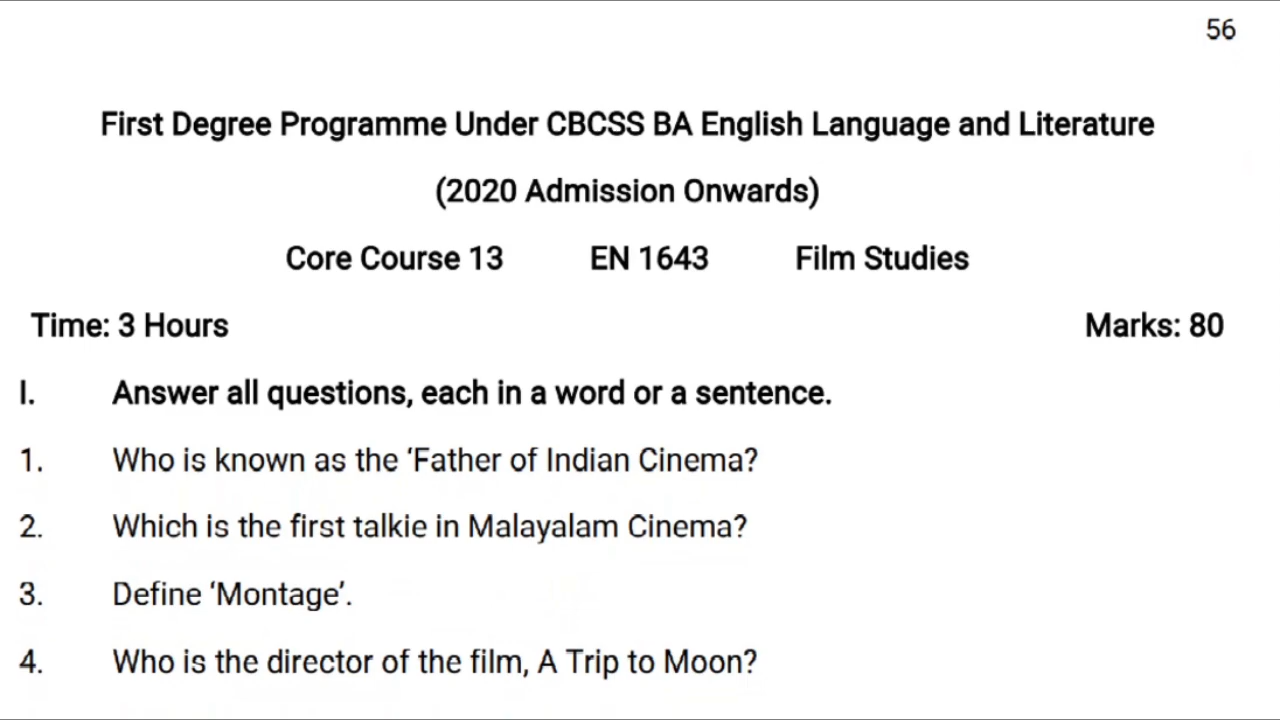 56
First Degree Programme Under CBCSS BA English Language and Literature
(2020 Admission Onwards)
Core Course 13 EN 1643 Film Studies
Time: 3 Hours Marks: 80
I. Answer all questions, each in a word or a sentence.
1. Who is known as the ‘Father of Indian Cinema?
2. Which is the first talkie in Malayalam Cinema?
3. Define ‘Montage’.
4. Who is the director of the film, A Trip to Moon?